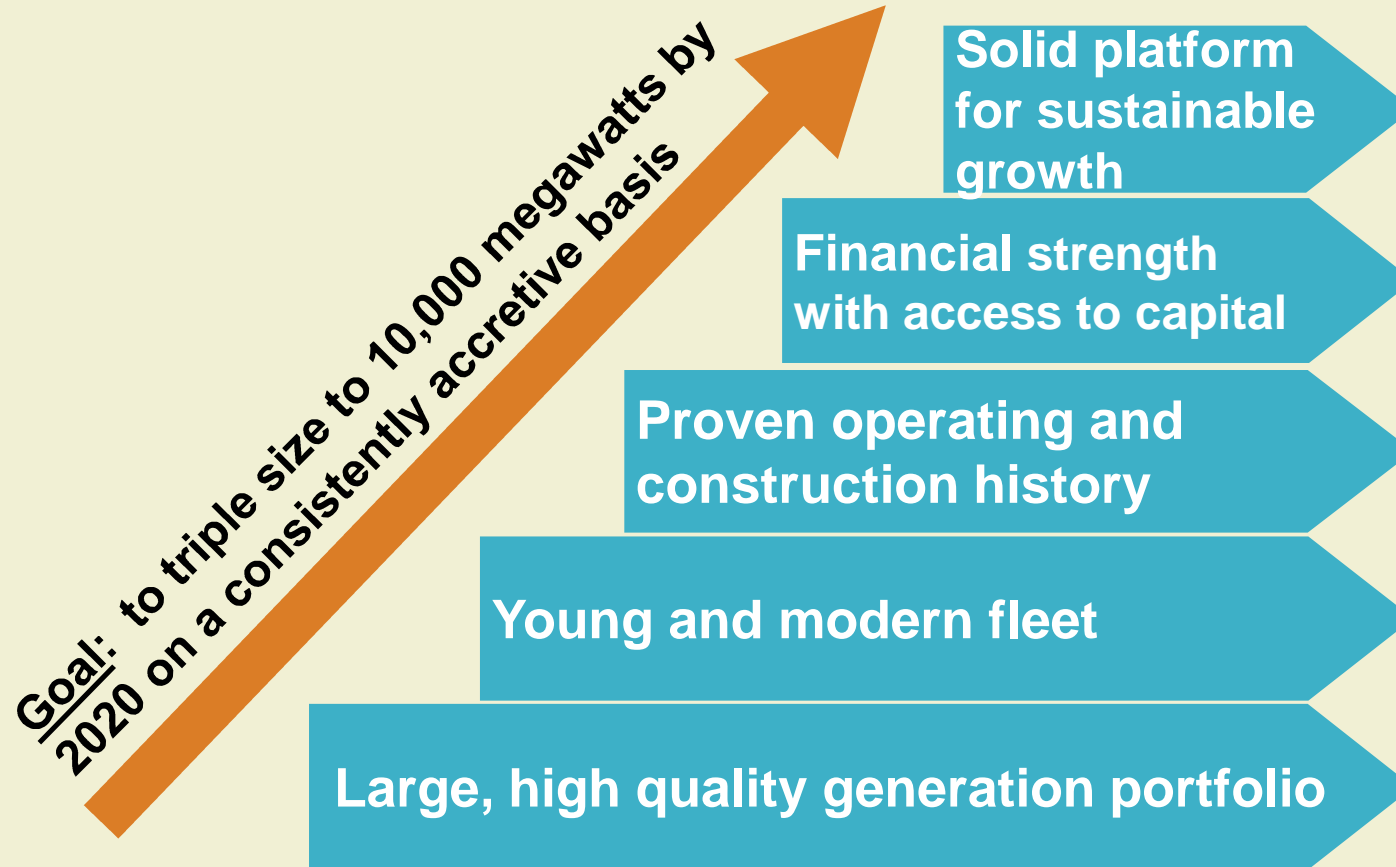 Goal: to triple size to 10,000 megawatts by
2020 on a consistently accretive basis
Solid platform
for sustainable
growth
Financial strength
with access to capital
Proven operating and
construction history
Young and modern fleet
Large, high quality generation portfolio